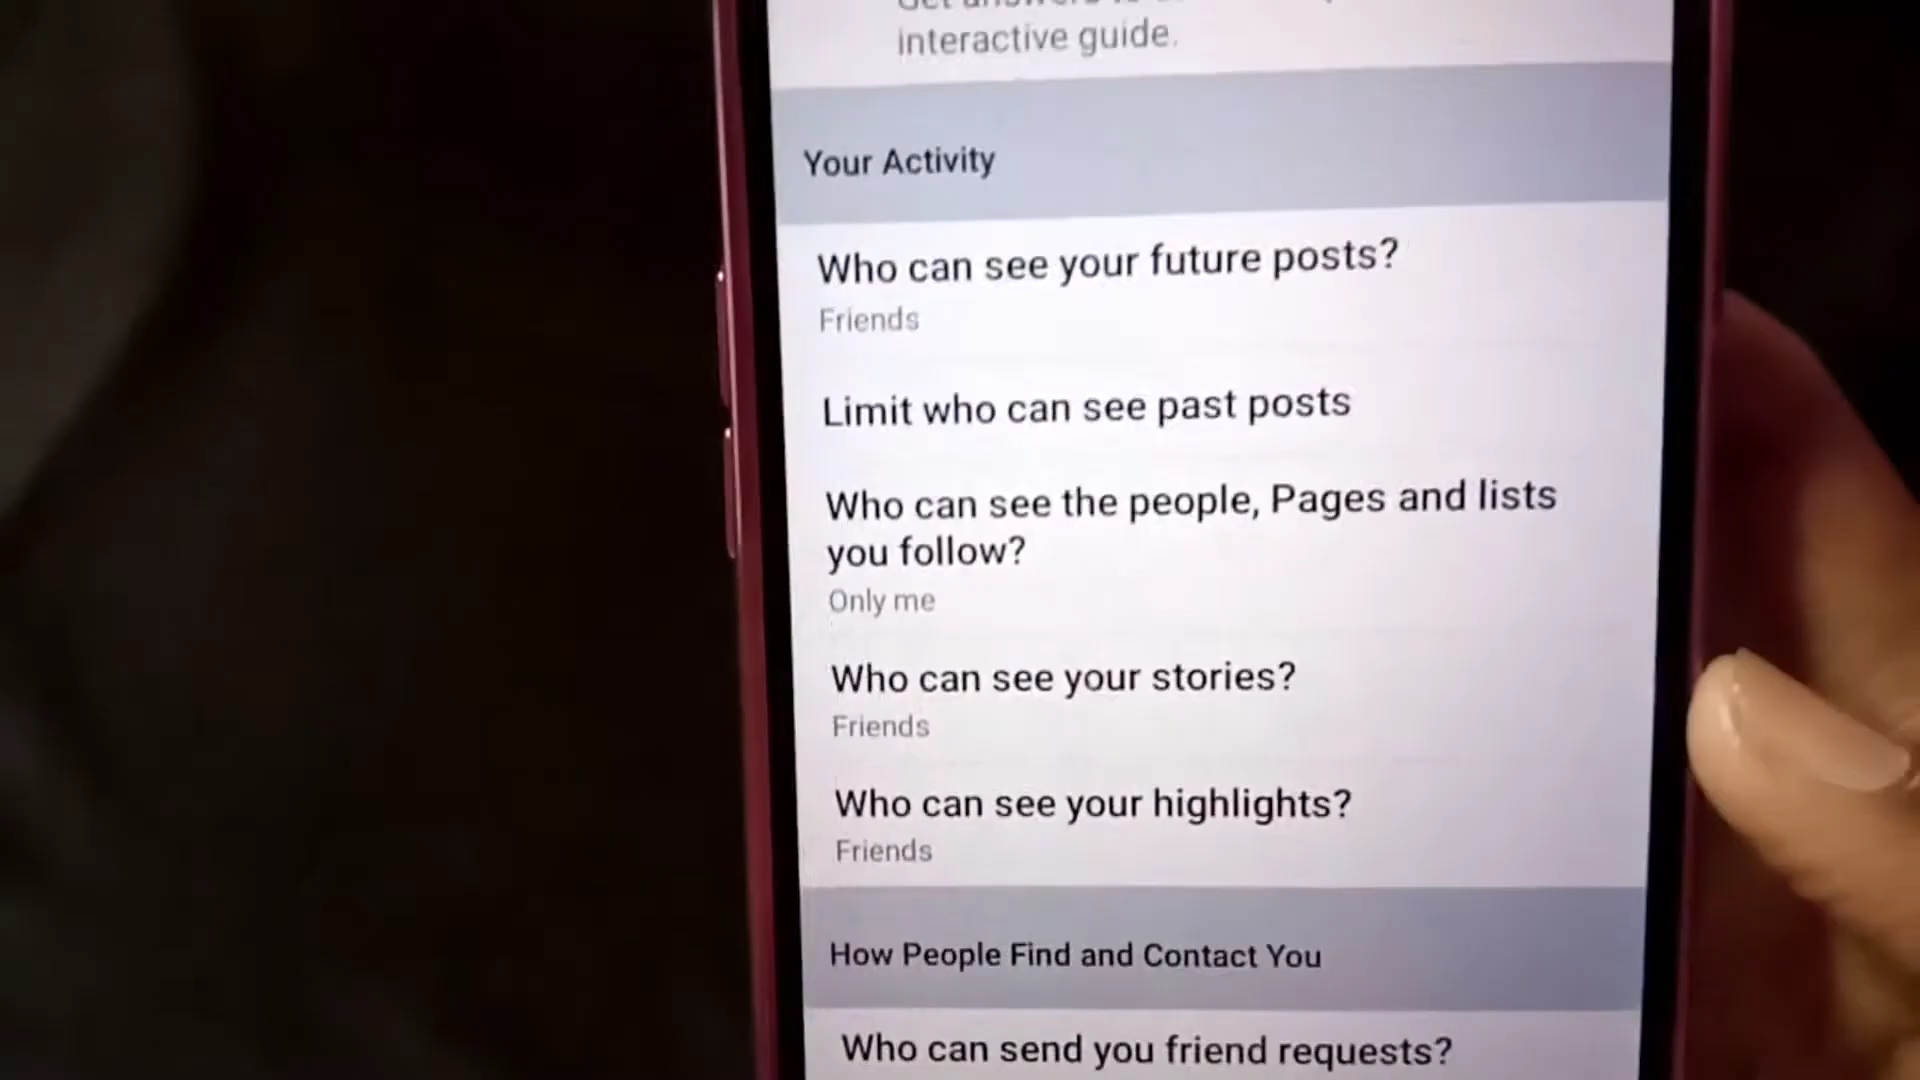 interactive guide.
Your Activity
Who can see your future posts?
Friends
Limit who can see past posts
Who can see the people, Pages and lists
you follow?
Only me
Who can see your stories?
Friends
Who can see your highlights?
Friends
How People Find and Contact You
Who can send you friend requests?